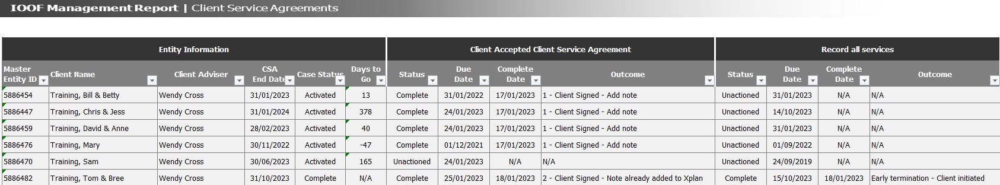 IOOF Management Report | Client Service Agreements
Entity Information Client Accepted Client Service Agreement Record all services
Master Entity ID Client Name Client Adviser CSA End Date Case Status Days to Go Status Due Date Complete Date Outcome Status Due Date Complete Date Outcome
5886454 Training, Bill & Betty Wendy Cross 31/01/2023 Activated 13 Complete 31/01/2022 17/01/2023 1 - Client Signed - Add note Unactioned 31/01/2023 N/A N/A
5886447 Training, Chris & Jess Wendy Cross 31/01/2024 Activated 378 Complete 24/01/2023 17/01/2023 1 - Client Signed - Add note Unactioned 14/10/2023 N/A N/A
5886459 Training, David & Anne Wendy Cross 28/02/2023 Activated 40 Complete 24/01/2023 17/01/2023 1 - Client Signed - Add note Unactioned 31/01/2023 N/A N/A
5886476 Training, Mary Wendy Cross 30/11/2022 Activated -47 Complete 01/12/2021 17/01/2023 1 - Client Signed - Add note Unactioned 01/09/2022 N/A N/A
5886470 Training, Sam Wendy Cross 30/06/2023 Activated 165 Unactioned 24/01/2023 N/A N/A Unactioned 24/09/2019 N/A N/A
5886482 Training, Tom & Bree Wendy Cross 31/10/2023 Complete N/A Complete 25/01/2023 18/01/2023 2 - Client Signed - Note already added to Xplan Complete 15/10/2023 18/01/2023 Early termination - Client initiated